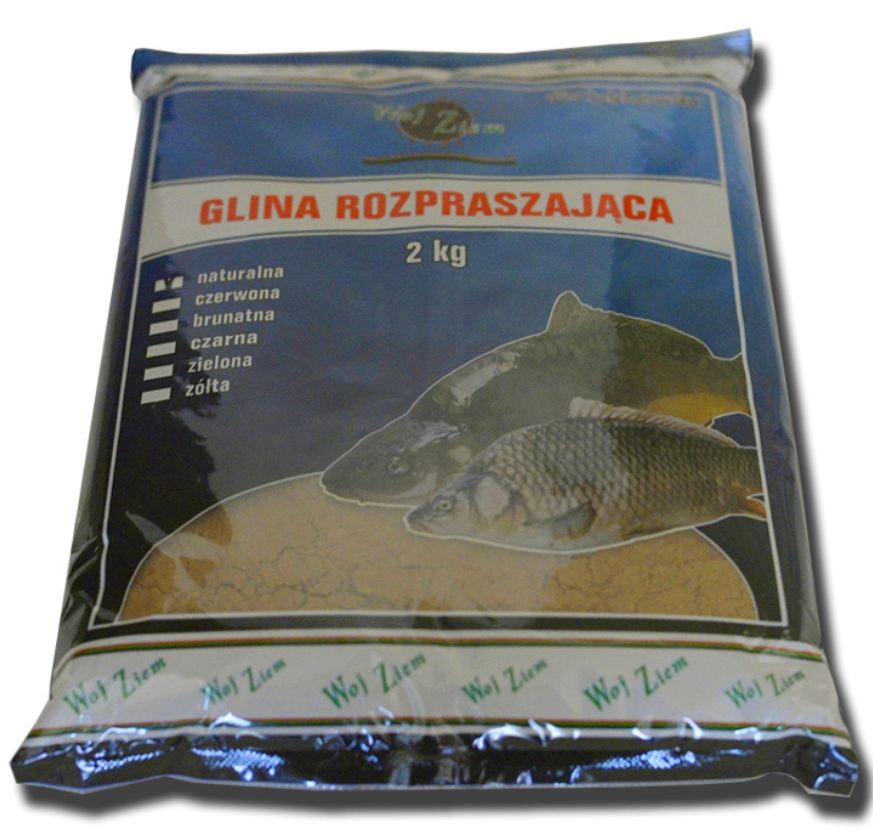 Woj Ziem
GLINA ROZPRASZAJĄCA
2 kg
naturalna
czerwona
brunatna
czarna
zielona
zółta
Woj Ziem Woj Ziem Woj Ziem Woj Ziem Woj Ziem Woj Ziem